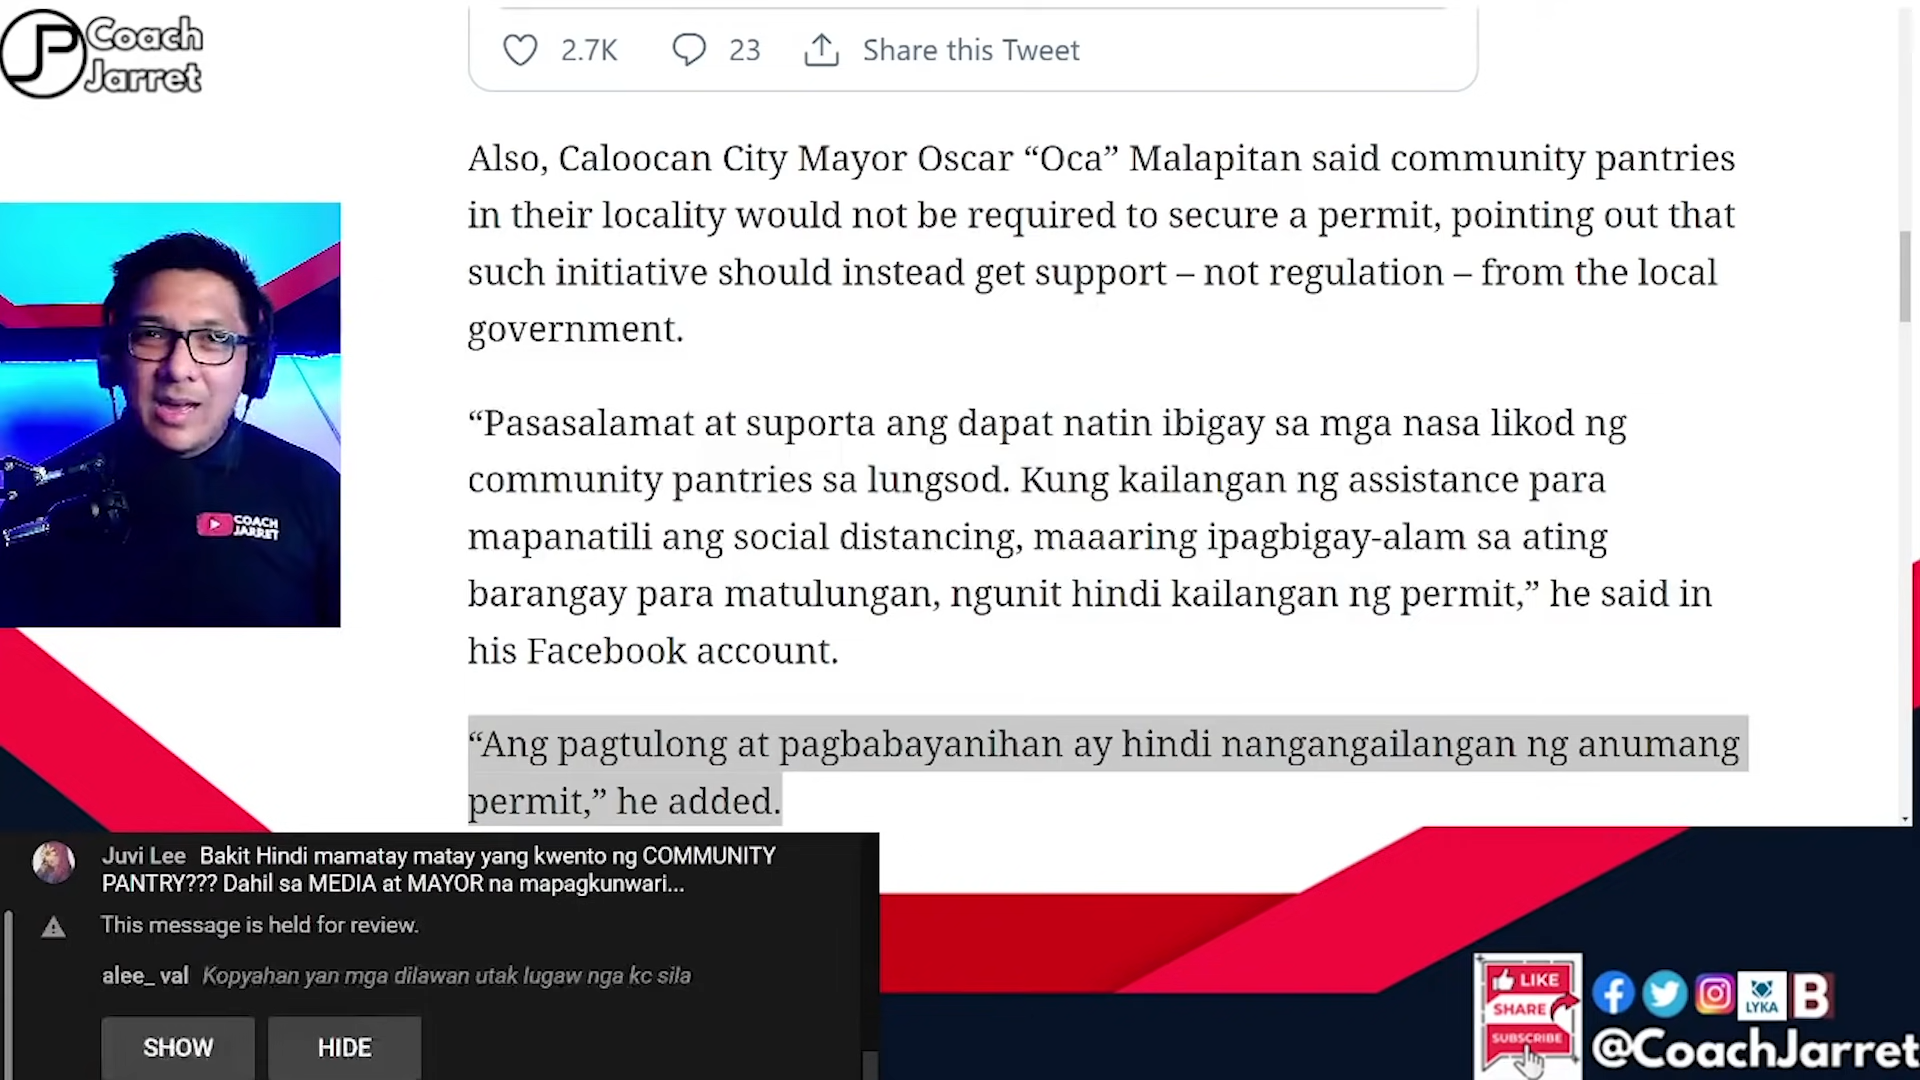 Coach
Jarret
2.7K 23 Share this Tweet
Also, Caloocan City Mayor Oscar “Oca” Malapitan said community pantries
in their locality would not be required to secure a permit, pointing out that
such initiative should instead get support – not regulation – from the local
government.
“Pasasalamat at suporta ang dapat natin ibigay sa mga nasa likod ng
community pantries sa lungsod. Kung kailangan ng assistance para
mapanatili ang social distancing, maaaring ipagbigay-alam sa ating
barangay para matulungan, ngunit hindi kailangan ng permit,” he said in
his Facebook account.
“Ang pagtulong at pagbabayanihan ay hindi nangangailangan ng anumang
permit,” he added.
COACH
JARRET
Juvi Lee Bakit Hindi mamatay matay yang kwento ng COMMUNITY
PANTRY??? Dahil sa MEDIA at MAYOR na mapagkunwari...
This message is held for review.
alee_ val Kopyahan yan mga dilawan utak lugaw nga kc sila
SHOW HIDE
LIKE
SHARE
SUBSCRIBE
LYKA
B
@CoachJarret